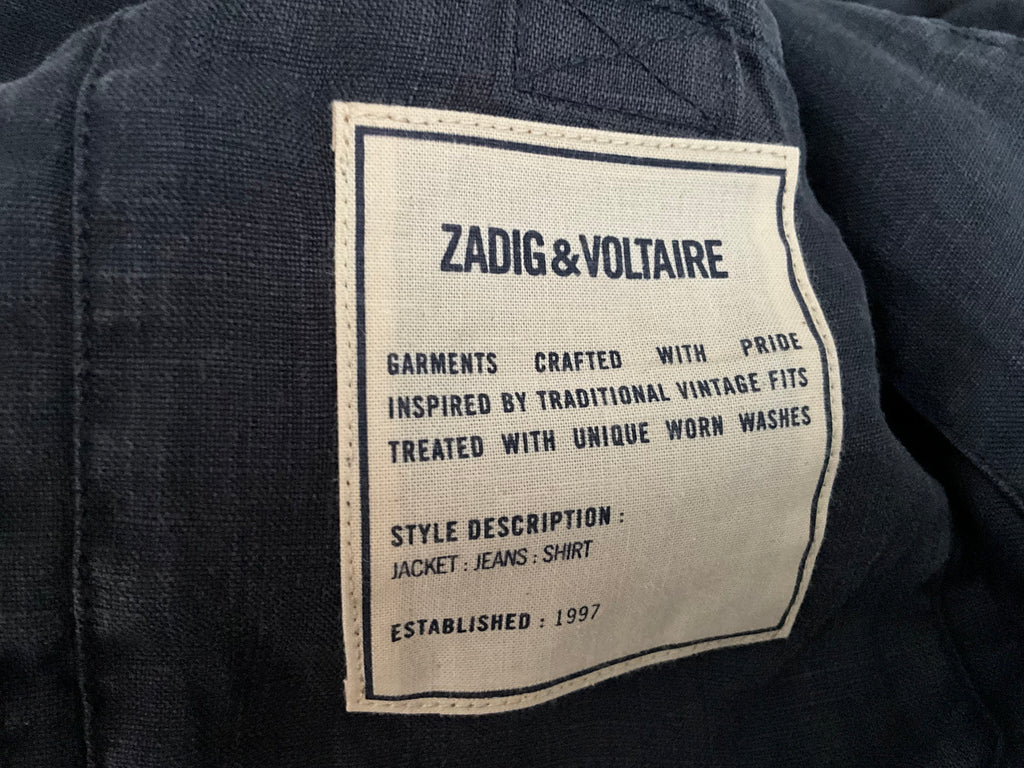 ZADIG&VOLTAIRE
GARMENTS CRAFTED WITH PRIDE
INSPIRED BY TRADITIONAL VINTAGE FITS
TREATED WITH UNIQUE WORN WASHES
STYLE DESCRIPTION :
JACKET : JEANS : SHIRT
ESTABLISHED : 1997